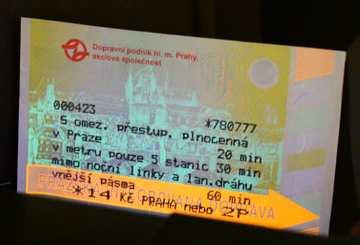 Dopravní podnik hl. m. Prahy,
akciová společnost
000423 *780777
S omez. přestup. plnocenná
v Praze 20 min
v metru pouze 5 stanic 30 min
mimo noční linky a lan.dráhu
vnější pásma 60 min
*14 Kč PRAHA nebo 2P